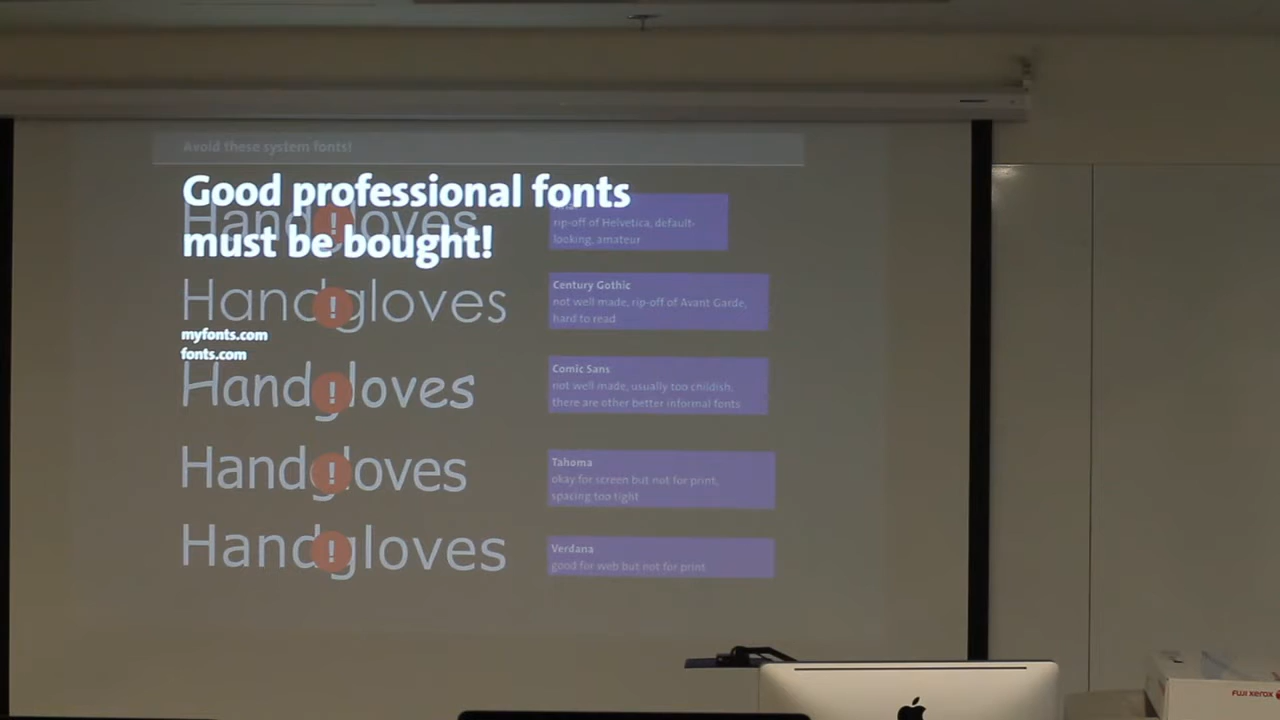 Avoid these system fonts!
Good professional fonts
must be bought!
Handgloves
rip-off of Helvetica, default-
looking, amateur
Handgloves
Century Gothic
not well made, rip-off of Avant Garde,
hard to read
myfonts.com
fonts.com
Handgloves
Comic Sans
not well made, usually too childish,
there are other better informal fonts
Handgloves
Tahoma
okay for screen but not for print,
spacing too tight
Handgloves
Verdana
good for web but not for print
FUJI XEROX